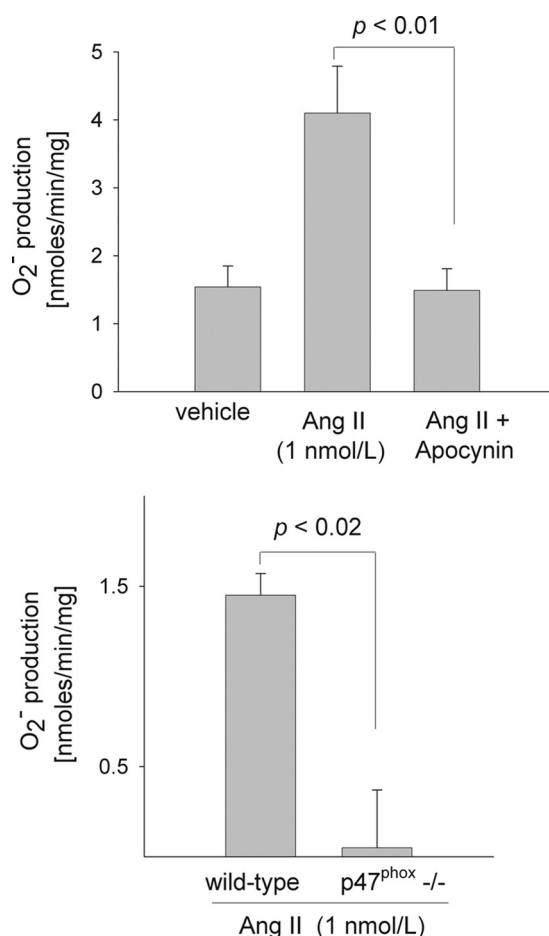 p < 0.01
5
4
3
2
1
0
O2- production
[nmoles/min/mg]
vehicle
Ang II
(1 nmol/L)
Ang II +
Apocynin
p < 0.02
1.5
0.5
O2- production
[nmoles/min/mg]
wild-type
p47phox -/-
Ang II (1 nmol/L)